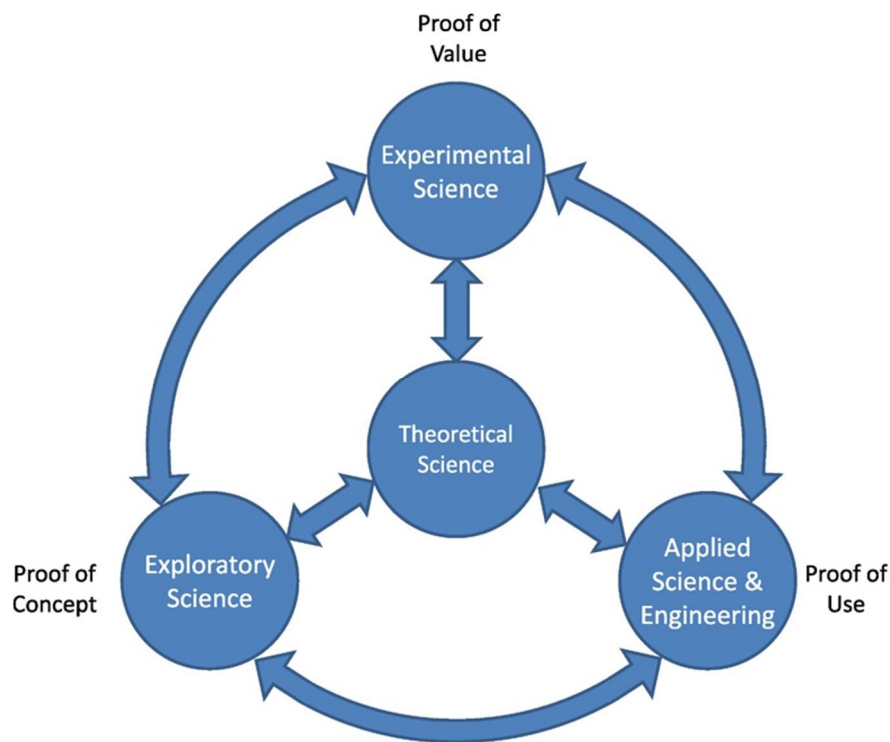 Proof of
Value
Experimental
Science
Theoretical
Science
Proof of
Concept
Exploratory
Science
Applied
Science &
Engineering
Proof of
Use